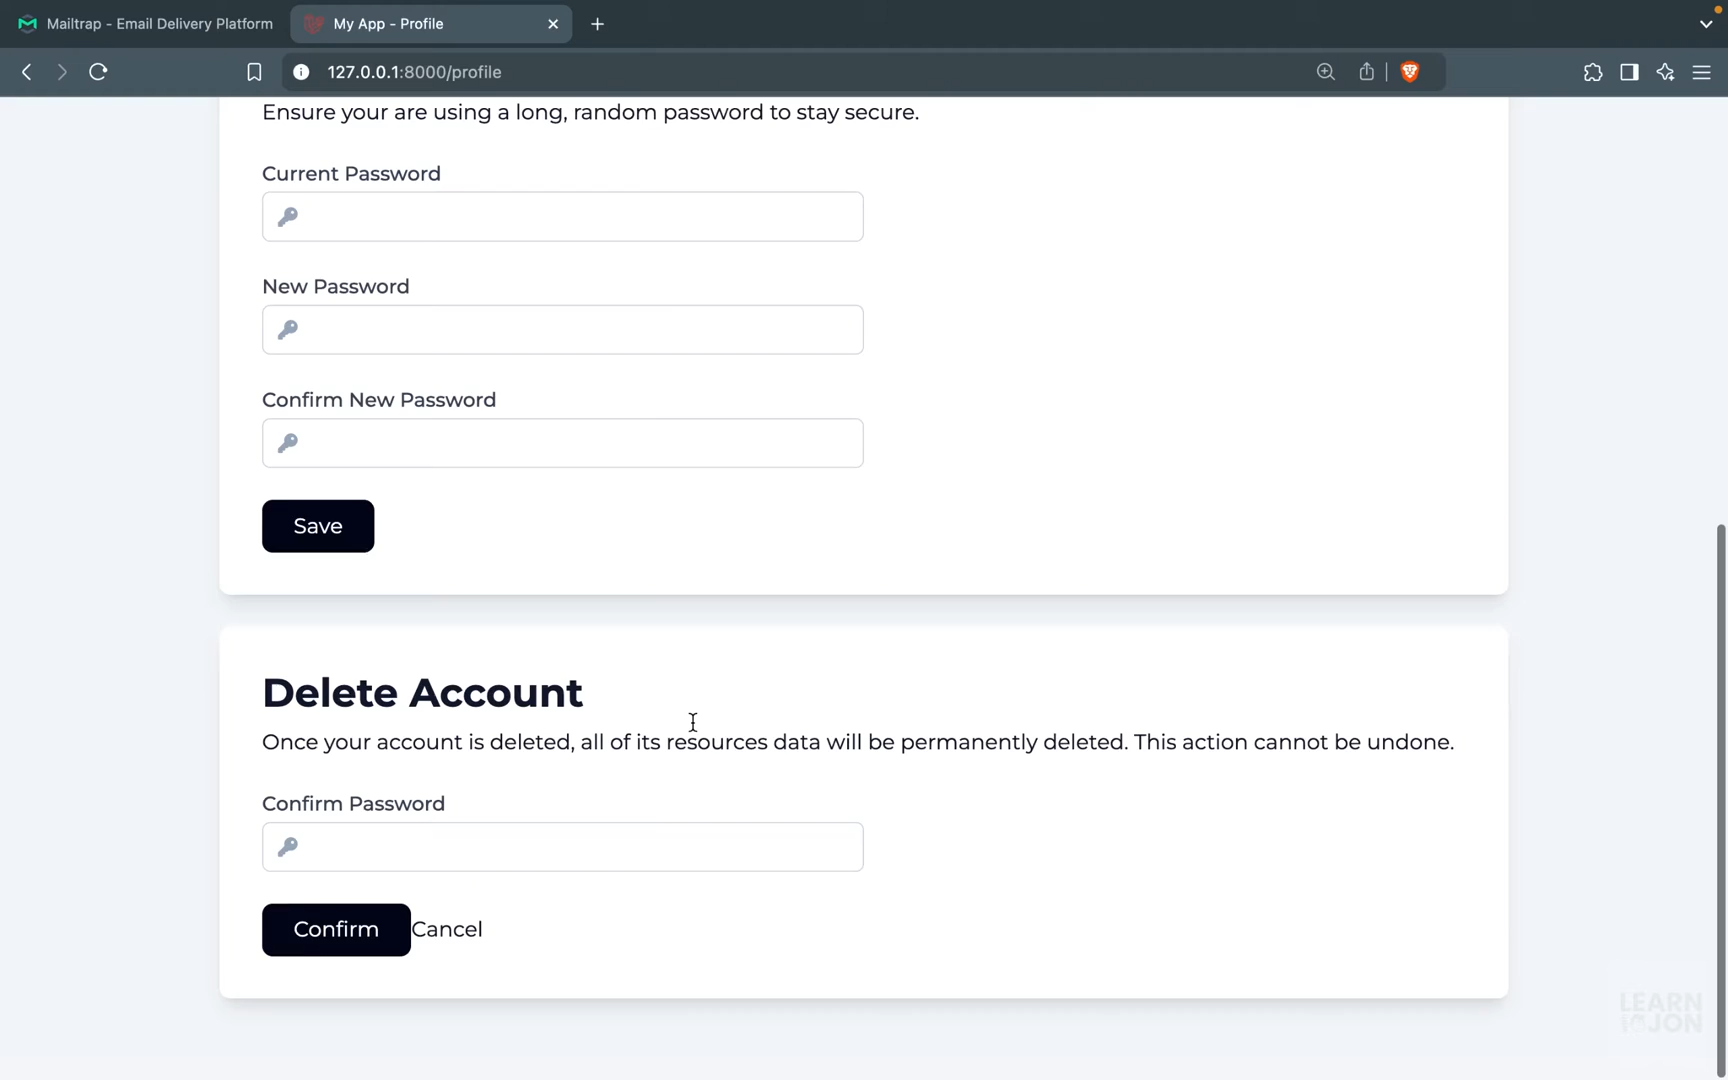 Mailtrap - Email Delivery Platform
My App - Profile
127.0.0.1:8000/profile
Ensure your are using a long, random password to stay secure.
Current Password
New Password
Confirm New Password
Save
Delete Account
Once your account is deleted, all of its resources data will be permanently deleted. This action cannot be undone.
Confirm Password
Confirm Cancel
LEARN
JON